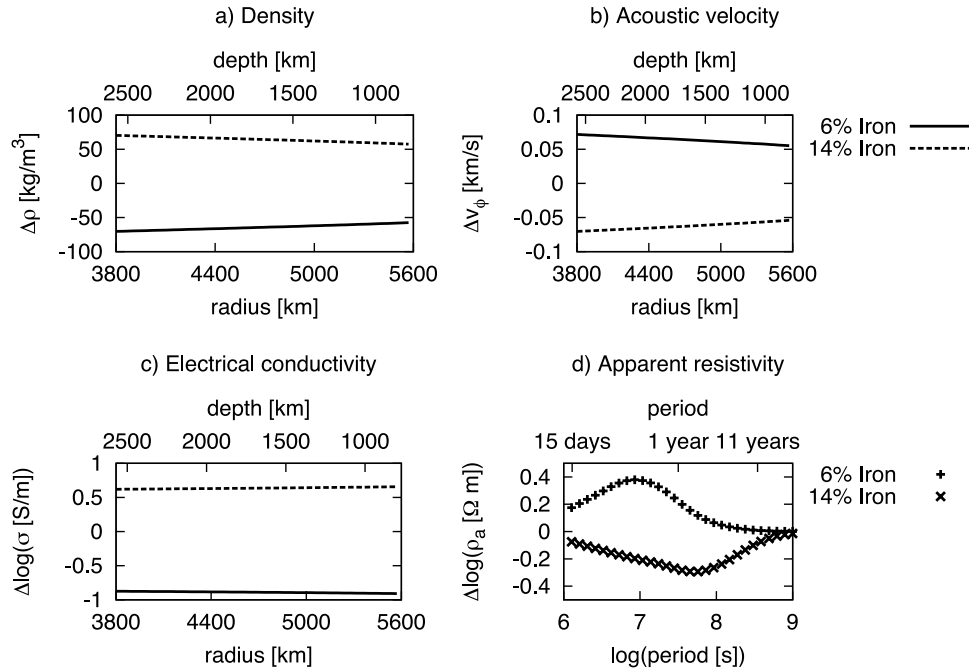 a) Density
depth [km]
2500 2000 1500 1000
100
50
0
-50
-100
Δρ [kg/m³]
3800 4400 5000 5600
radius [km]
b) Acoustic velocity
depth [km]
2500 2000 1500 1000
0.1
0.05
0
-0.05
-0.1
Δv_ϕ [km/s]
3800 4400 5000 5600
radius [km]
6% Iron
14% Iron
c) Electrical conductivity
depth [km]
2500 2000 1500 1000
1
0.5
0
-0.5
-1
Δlog(σ [S/m])
3800 4400 5000 5600
radius [km]
d) Apparent resistivity
period
15 days 1 year 11 years
0.4
0.2
0
-0.2
-0.4
Δlog(ρ_a [Ω m])
6 7 8 9
log(period [s])
6% Iron
14% Iron